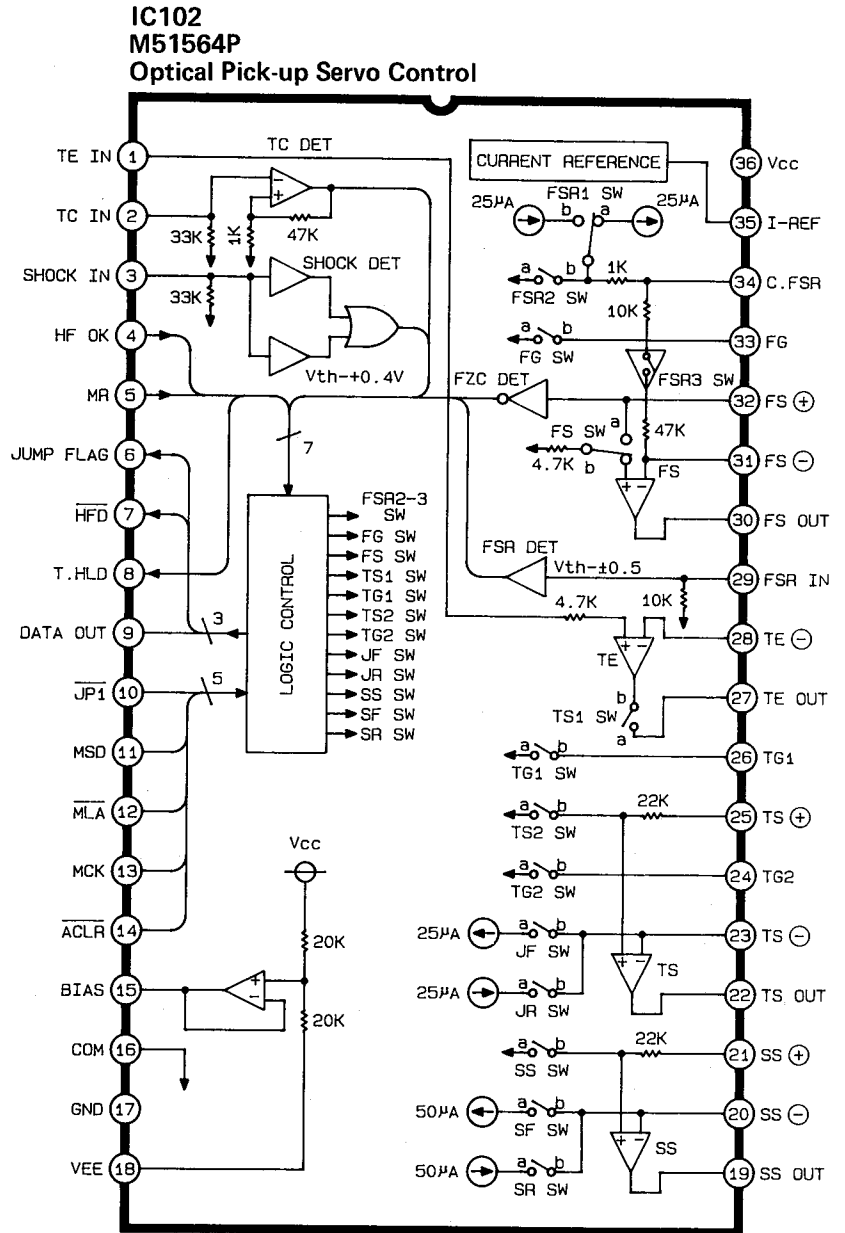 IC102
M51564P
Optical Pick-up Servo Control
TE IN 1
TC IN 2
SHOCK IN 3
HF OK 4
MR 5
JUMP FLAG 6
HFD 7
T.HLD 8
DATA OUT 9
JP1 10
MSD 11
MLA 12
MCK 13
ACLR 14
BIAS 15
COM 16
GND 17
VEE 18
TC DET
- +
33K
1K
47K
SHOCK DET
33K
Vth-+0.4V
7
LOGIC CONTROL
3
5
FSR2-3
SW
FG SW
FS SW
TS1 SW
TG1 SW
TS2 SW
TG2 SW
JF SW
JR SW
SS SW
SF SW
SR SW
Vcc
20K
+ -
20K
CURRENT REFERENCE
FSR1 SW
25µA b a 25µA
a b 1K
FSR2 SW
10K
a b
FG SW
FSR3 SW
FZC DET
a
FS SW
47K
4.7K b
FS
+ -
FSR DET
Vth-±0.5
4.7K
10K
+ -
TE
b
TS1 SW
a
a b
TG1 SW
a b 22K
TS2 SW
a b
TG2 SW
25µA a b
JF SW
+ - TS
25µA a b
JR SW
a b 22K
SS SW
50µA a b
SF SW
+ - SS
50µA a b
SR SW
36 Vcc
35 I-REF
34 C.FSR
33 FG
32 FS ⊕
31 FS ⊖
30 FS OUT
29 FSR IN
28 TE ⊖
27 TE OUT
26 TG1
25 TS ⊕
24 TG2
23 TS ⊖
22 TS OUT
21 SS ⊕
20 SS ⊖
19 SS OUT